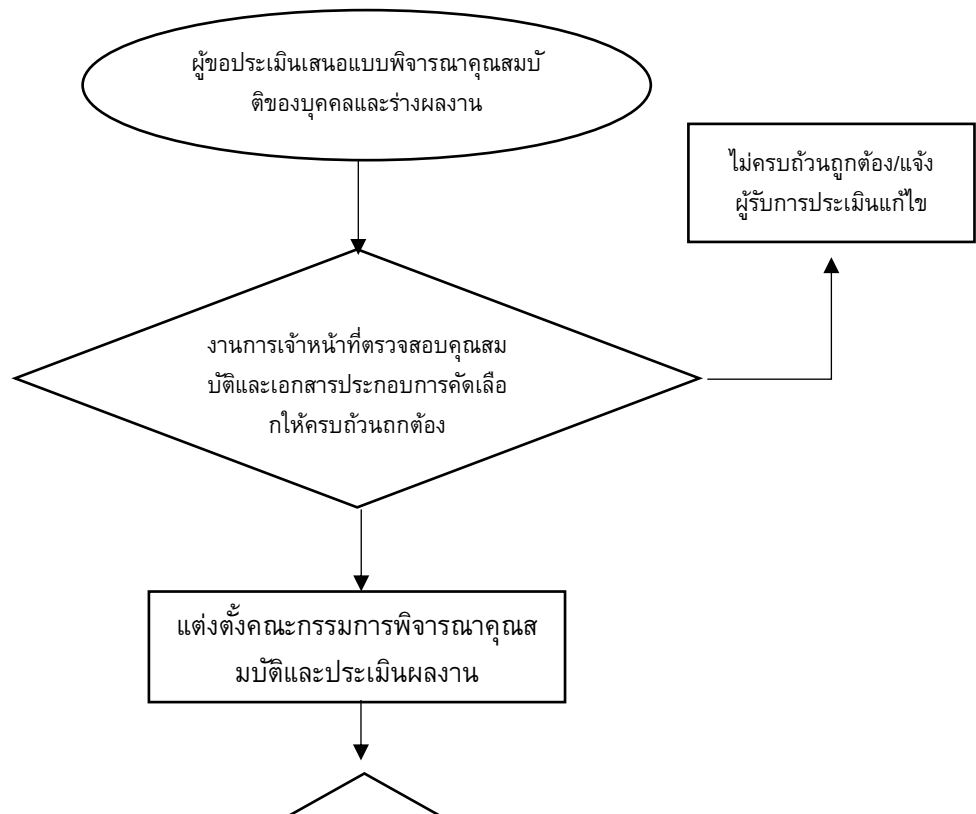 ผู้ขอประเมินเสนอแบบพิจารณาคุณสมบั
ติของบุคคลและร่างผลงาน
ไม่ครบถ้วนถูกต้อง/แจ้ง
ผู้รับการประเมินแก้ไข
งานการเจ้าหน้าที่ตรวจสอบคุณสม
บัติและเอกสารประกอบการคัดเลือ
กให้ครบถ้วนถกต้อง
แต่งตั้งคณะกรรมการพิจารณาคุณส
มบัติและประเมินผลงาน